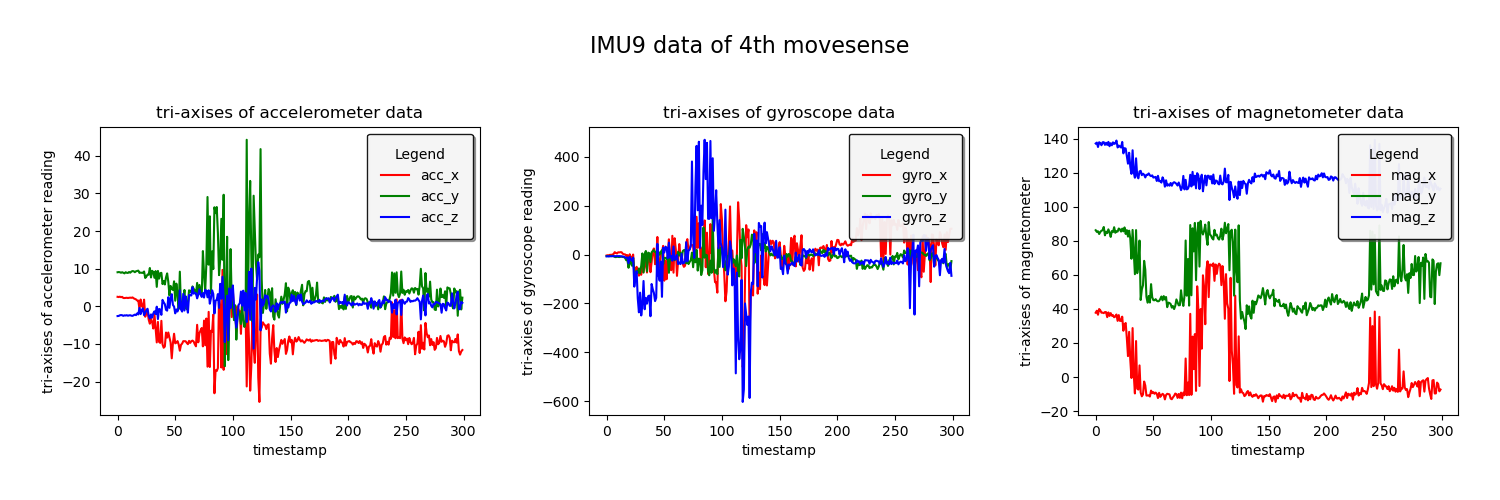 IMU9 data of 4th movesense
tri-axises of accelerometer data
tri-axises of accelerometer reading
40
30
20
10
0
−10
−20
0 50 100 150 200 250 300
timestamp
Legend
acc_x
acc_y
acc_z
tri-axises of gyroscope data
tri-axles of gyroscope reading
400
200
0
−200
−400
−600
0 50 100 150 200 250 300
timestamp
Legend
gyro_x
gyro_y
gyro_z
tri-axises of magnetometer data
tri-axises of magnetometer
140
120
100
80
60
40
20
0
−20
0 50 100 150 200 250 300
timestamp
Legend
mag_x
mag_y
mag_z